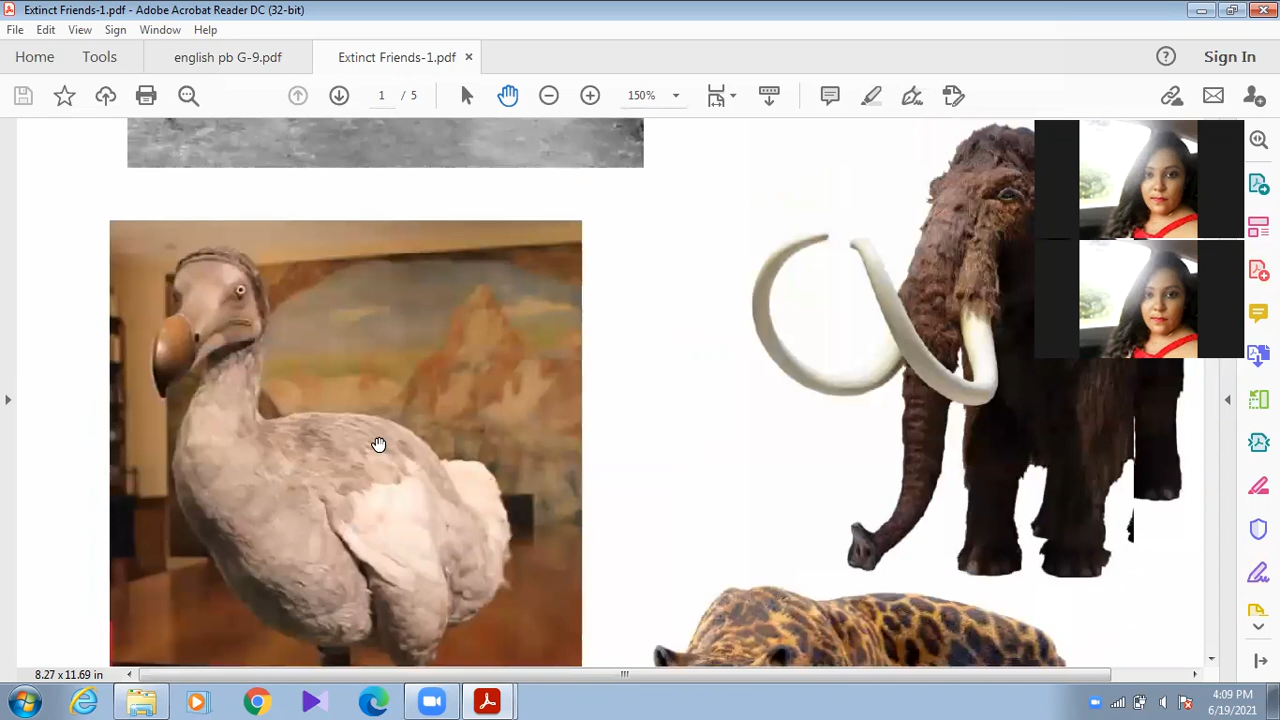 Extinct Friends-1.pdf - Adobe Acrobat Reader DC (32-bit)
File Edit View Sign Window Help
Home Tools english pb G-9.pdf Extinct Friends-1.pdf × Sign In
1 / 5 150%
8.27 x 11.69 in
4:09 PM
6/19/2021